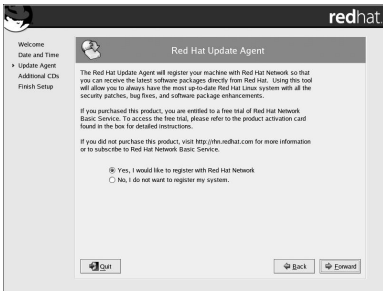 redhat.
Welcome
Date and Time
Update Agent
Additional CDs
Finish Setup
Red Hat Update Agent
The Red Hat Update Agent will register your machine with Red Hat Network so that
you can receive the latest software packages directly from Red Hat. Using this tool
will allow you to always have the most up-to-date Red Hat Linux system with all the
security patches, bug fixes, and software package enhancements.
If you purchased this product, you are entitled to a free trial of Red Hat Network
Basic Service. To access the free trial, please refer to the product activation card
found in the box for detailed instructions.
If you did not purchase this product, visit http://rhn.redhat.com for more information
or to subscribe to Red Hat Network Basic Service.
Yes, I would like to register with Red Hat Network
No, I do not want to register my system.
Quit
Back
Forward